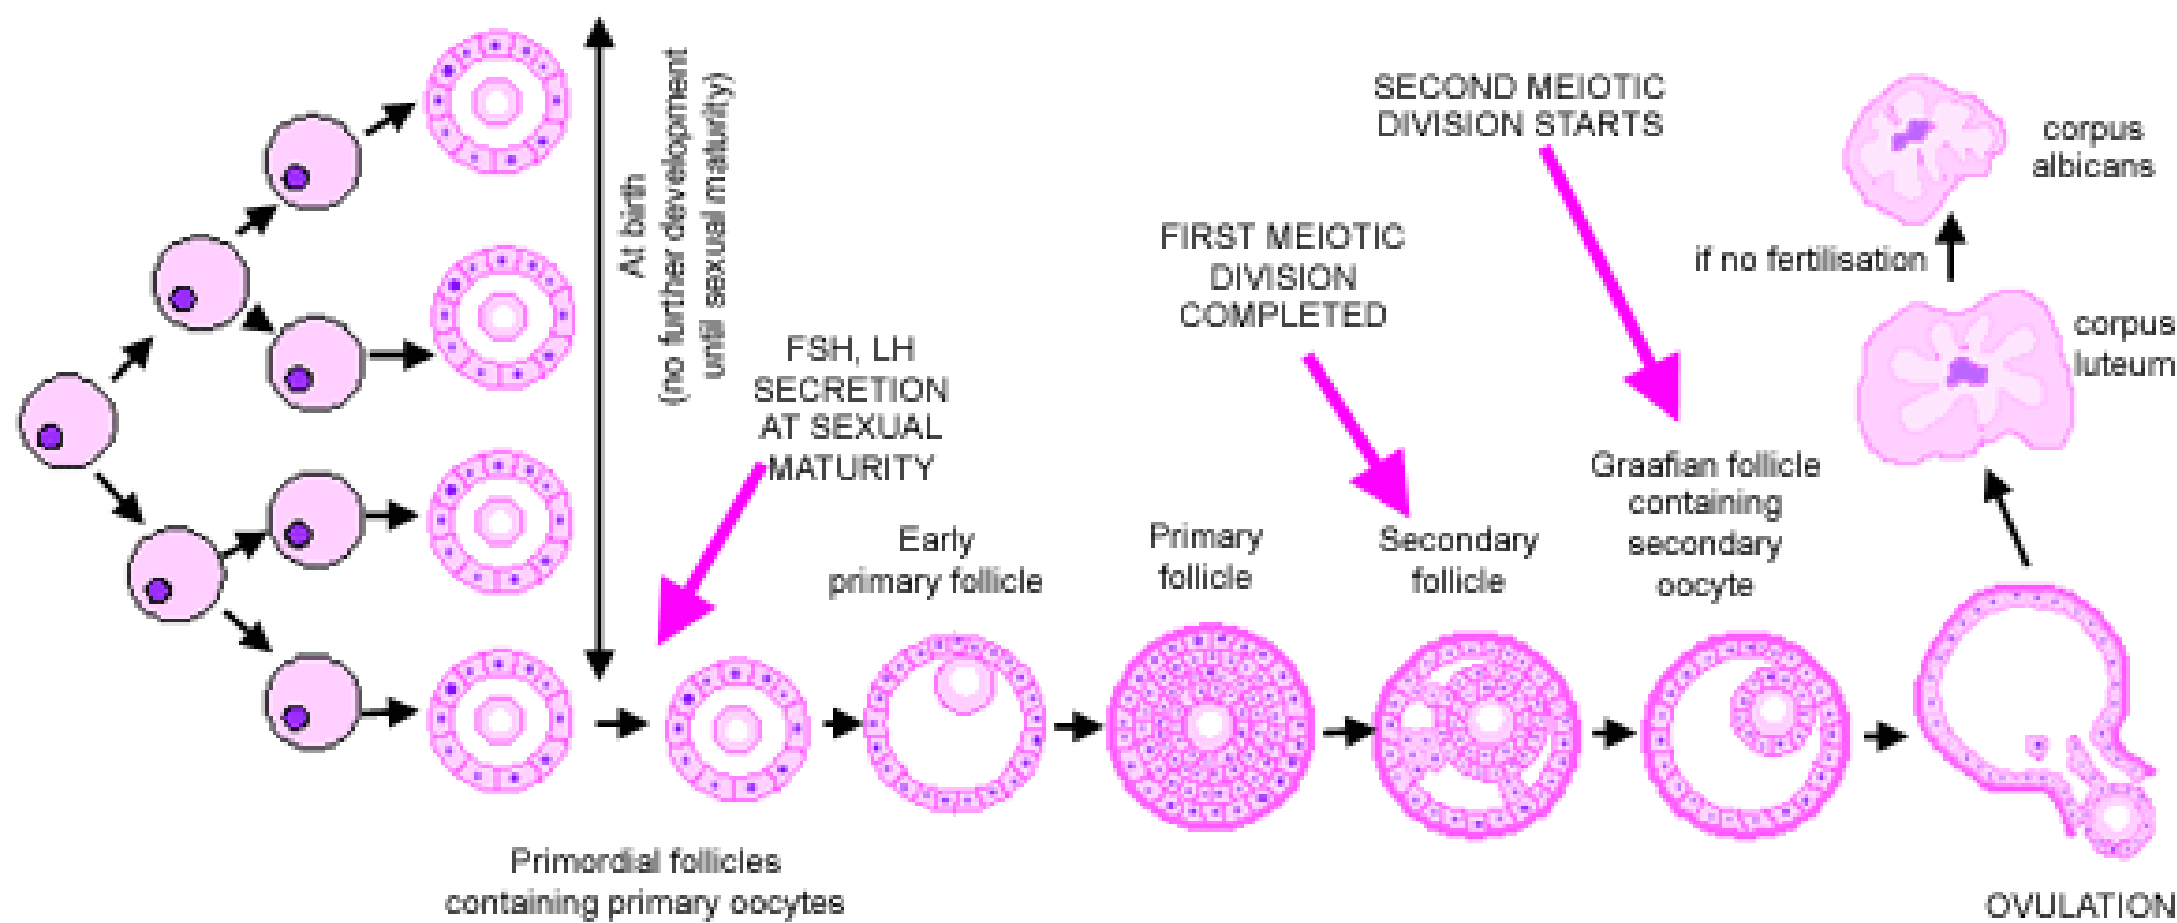 At birth
(no further development
until sexual maturity)
FSH, LH
SECRETION
AT SEXUAL
MATURITY
Early
primary follicle
Primary
follicle
FIRST MEIOTIC
DIVISION
COMPLETED
Secondary
follicle
SECOND MEIOTIC
DIVISION STARTS
Graafian follicle
containing
secondary
oocyte
corpus
albicans
if no fertilisation
corpus
luteum
Primordial follicles
containing primary oocytes
OVULATION